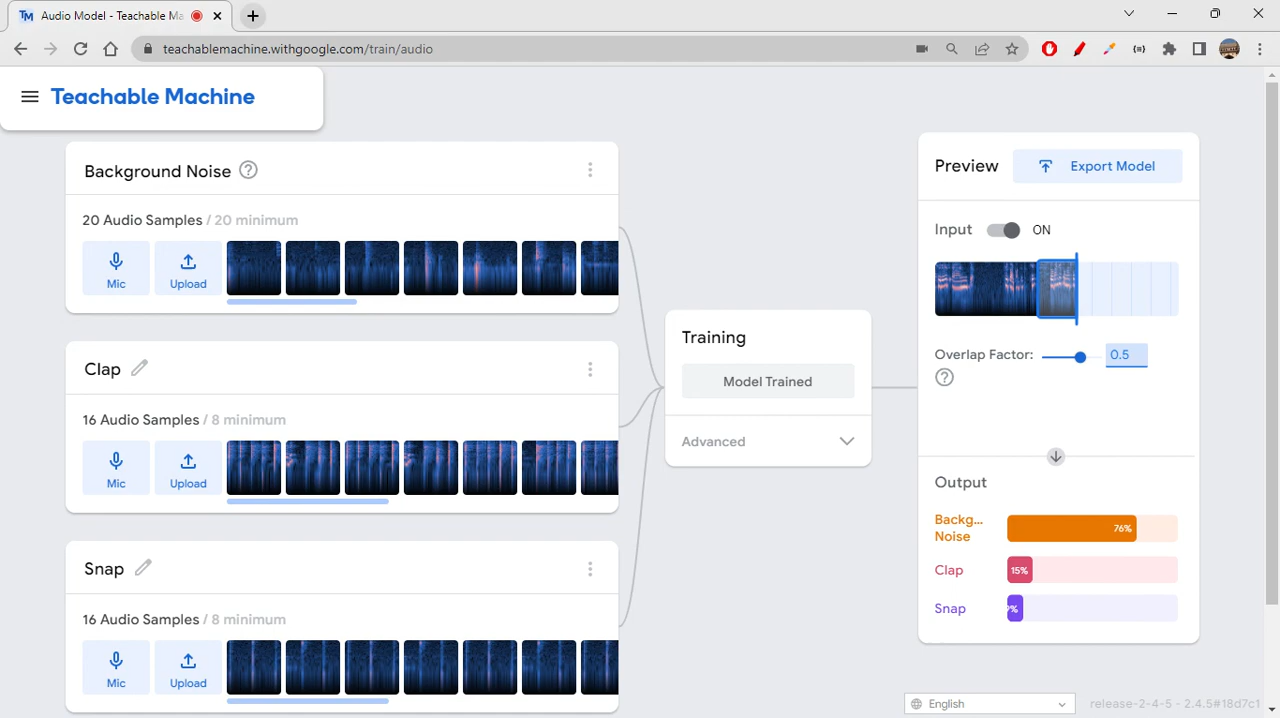 Audio Model - Teachable Ma
teachablemachine.withgoogle.com/train/audio
Teachable Machine
Background Noise
20 Audio Samples / 20 minimum
Mic
Upload
Clap
16 Audio Samples / 8 minimum
Mic
Upload
Snap
16 Audio Samples / 8 minimum
Mic
Upload
Training
Model Trained
Advanced
Preview
Export Model
Input
ON
Overlap Factor:
0.5
Output
Backg...
Noise
76%
Clap
15%
Snap
English
release-2-4-5 - 2.4.5#18d7c1